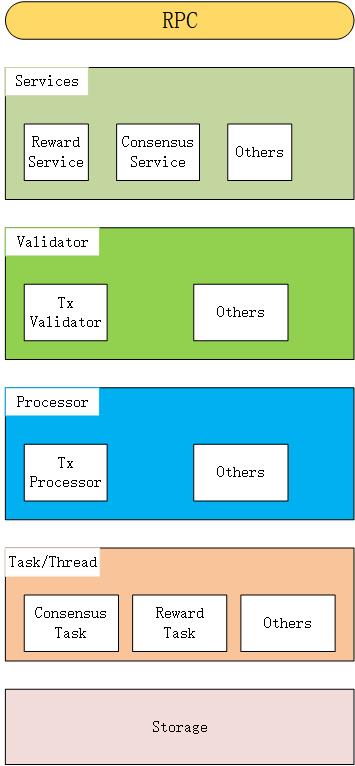 RPC
Services
Reward
Service
Consensus
Service
Others
Validator
Tx
Validator
Others
Processor
Tx
Processor
Others
Task/Thread
Consensus
Task
Reward
Task
Others
Storage